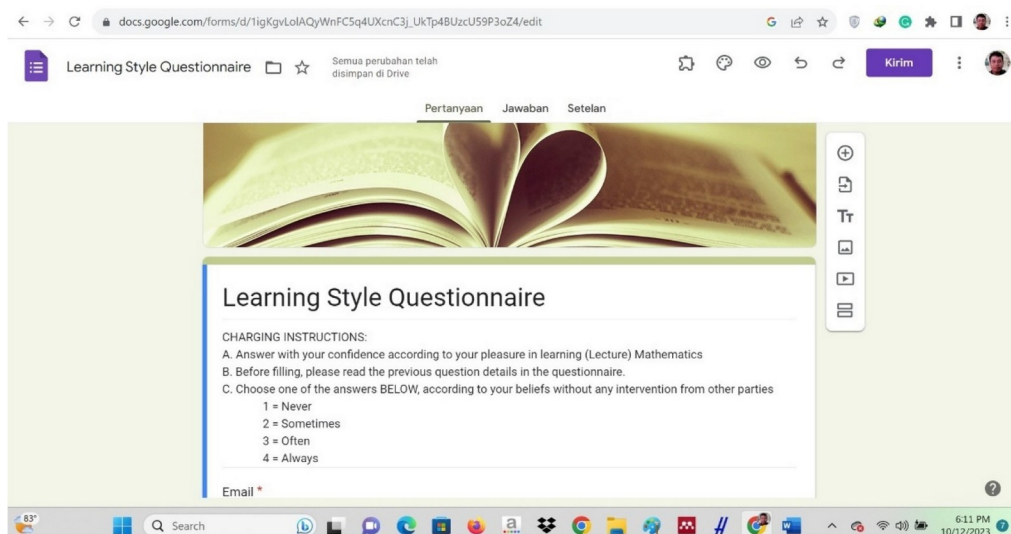 docs.google.com/forms/d/1igKgvLolAQyWnFC5q4UXcnC3j_UkTp4BUzcU59P3oZ4/edit
Learning Style Questionnaire
Semua perubahan telah
disimpan di Drive
Kirim
Pertanyaan Jawaban Setelan
Learning Style Questionnaire
CHARGING INSTRUCTIONS:
A. Answer with your confidence according to your pleasure in learning (Lecture) Mathematics
B. Before filling, please read the previous question details in the questionnaire.
C. Choose one of the answers BELOW, according to your beliefs without any intervention from other parties
1 = Never
2 = Sometimes
3 = Often
4 = Always
Email *
83°
Search
6:11 PM
10/12/2023
7